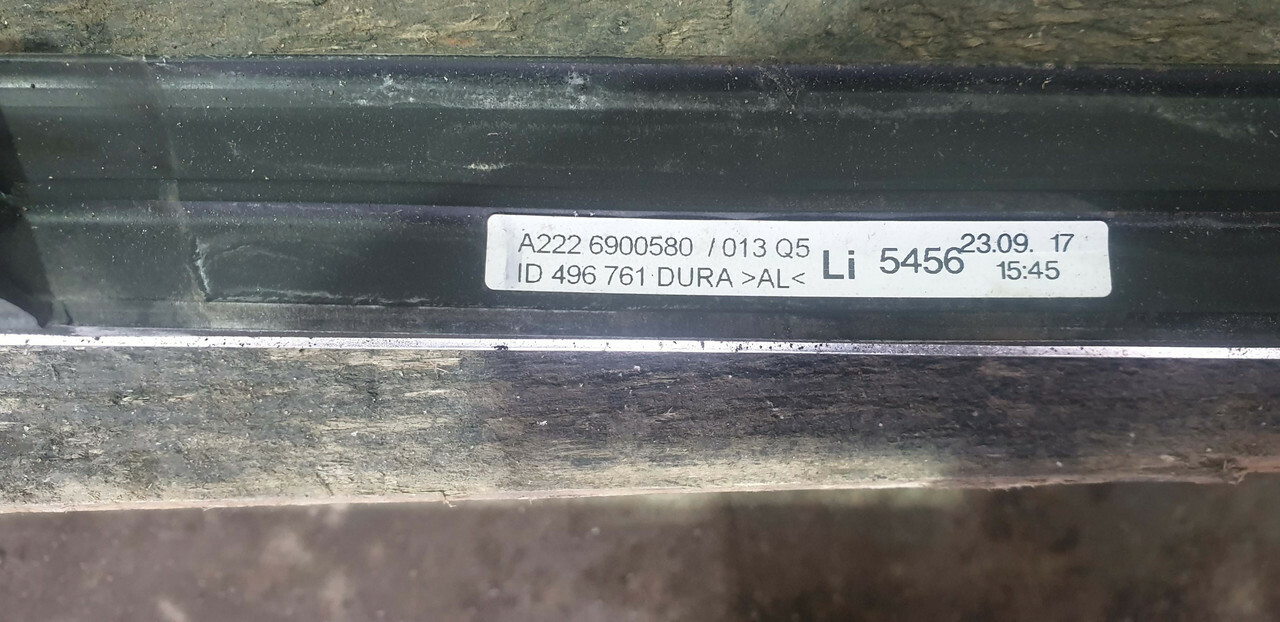 A222 6900580 / 013 Q5
ID 496 761 DURA >AL<
Li 5456
23.09. 17
15:45